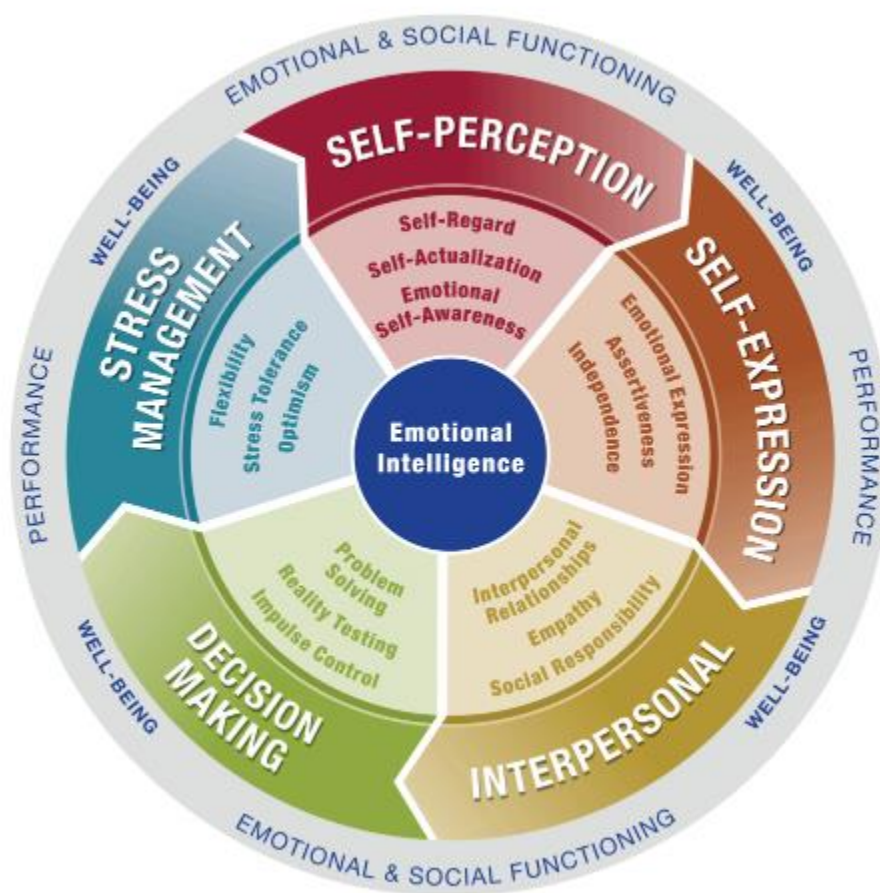 EMOTIONAL & SOCIAL FUNCTIONING
WELL-BEING
WELL-BEING
PERFORMANCE
PERFORMANCE
WELL-BEING
WELL-BEING
EMOTIONAL & SOCIAL FUNCTIONING
SELF-PERCEPTION
Self-Regard
Self-Actualization
Emotional
Self-Awareness
SELF-EXPRESSION
Emotional Expression
Assertiveness
Independence
INTERPERSONAL
Interpersonal
Relationships
Empathy
Social Responsibility
DECISION
MAKING
Problem
Solving
Reality Testing
Impulse Control
STRESS
MANAGEMENT
Flexibility
Stress Tolerance
Optimism
Emotional
Intelligence